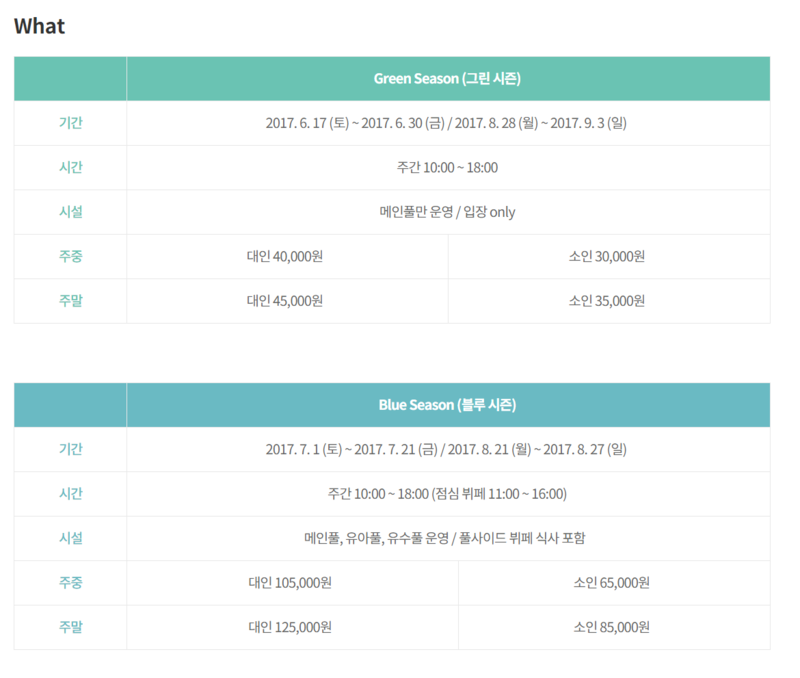 What
Green Season (그린 시즌)
기간 2017. 6. 17 (토) ~ 2017. 6. 30 (금) / 2017. 8. 28 (월) ~ 2017. 9. 3 (일)
시간 주간 10:00 ~ 18:00
시설 메인풀만 운영 / 입장 only
주중 대인 40,000원 소인 30,000원
주말 대인 45,000원 소인 35,000원
Blue Season (블루 시즌)
기간 2017. 7. 1 (토) ~ 2017. 7. 21 (금) / 2017. 8. 21 (월) ~ 2017. 8. 27 (일)
시간 주간 10:00 ~ 18:00 (점심 뷔페 11:00 ~ 16:00)
시설 메인풀, 유아풀, 유수풀 운영 / 풀사이드 뷔페 식사 포함
주중 대인 105,000원 소인 65,000원
주말 대인 125,000원 소인 85,000원